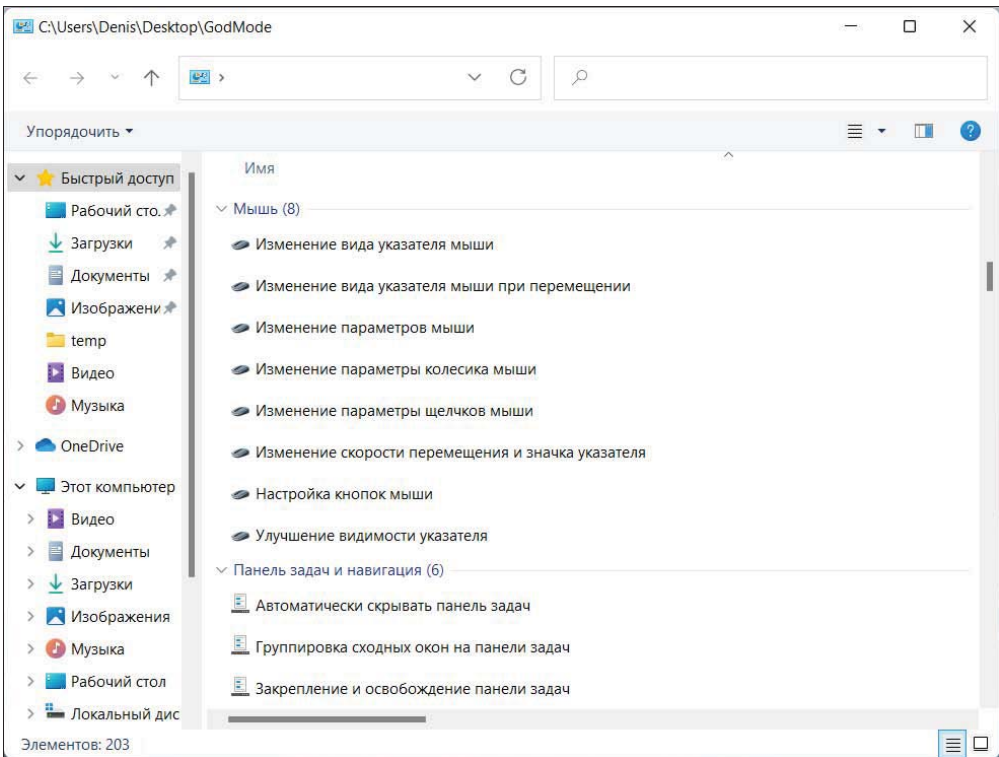 C:\Users\Denis\Desktop\GodMode
Упорядочить
Имя
Быстрый доступ
Рабочий сто.
Загрузки
Документы
Изображени
temp
Видео
Музыка
OneDrive
Этот компьютер
Видео
Документы
Загрузки
Изображения
Музыка
Рабочий стол
Локальный дис
Мышь (8)
Изменение вида указателя мыши
Изменение вида указателя мыши при перемещении
Изменение параметров мыши
Изменение параметры колесика мыши
Изменение параметры щелчков мыши
Изменение скорости перемещения и значка указателя
Настройка кнопок мыши
Улучшение видимости указателя
Панель задач и навигация (6)
Автоматически скрывать панель задач
Группировка сходных окон на панели задач
Закрепление и освобождение панели задач
Элементов: 203